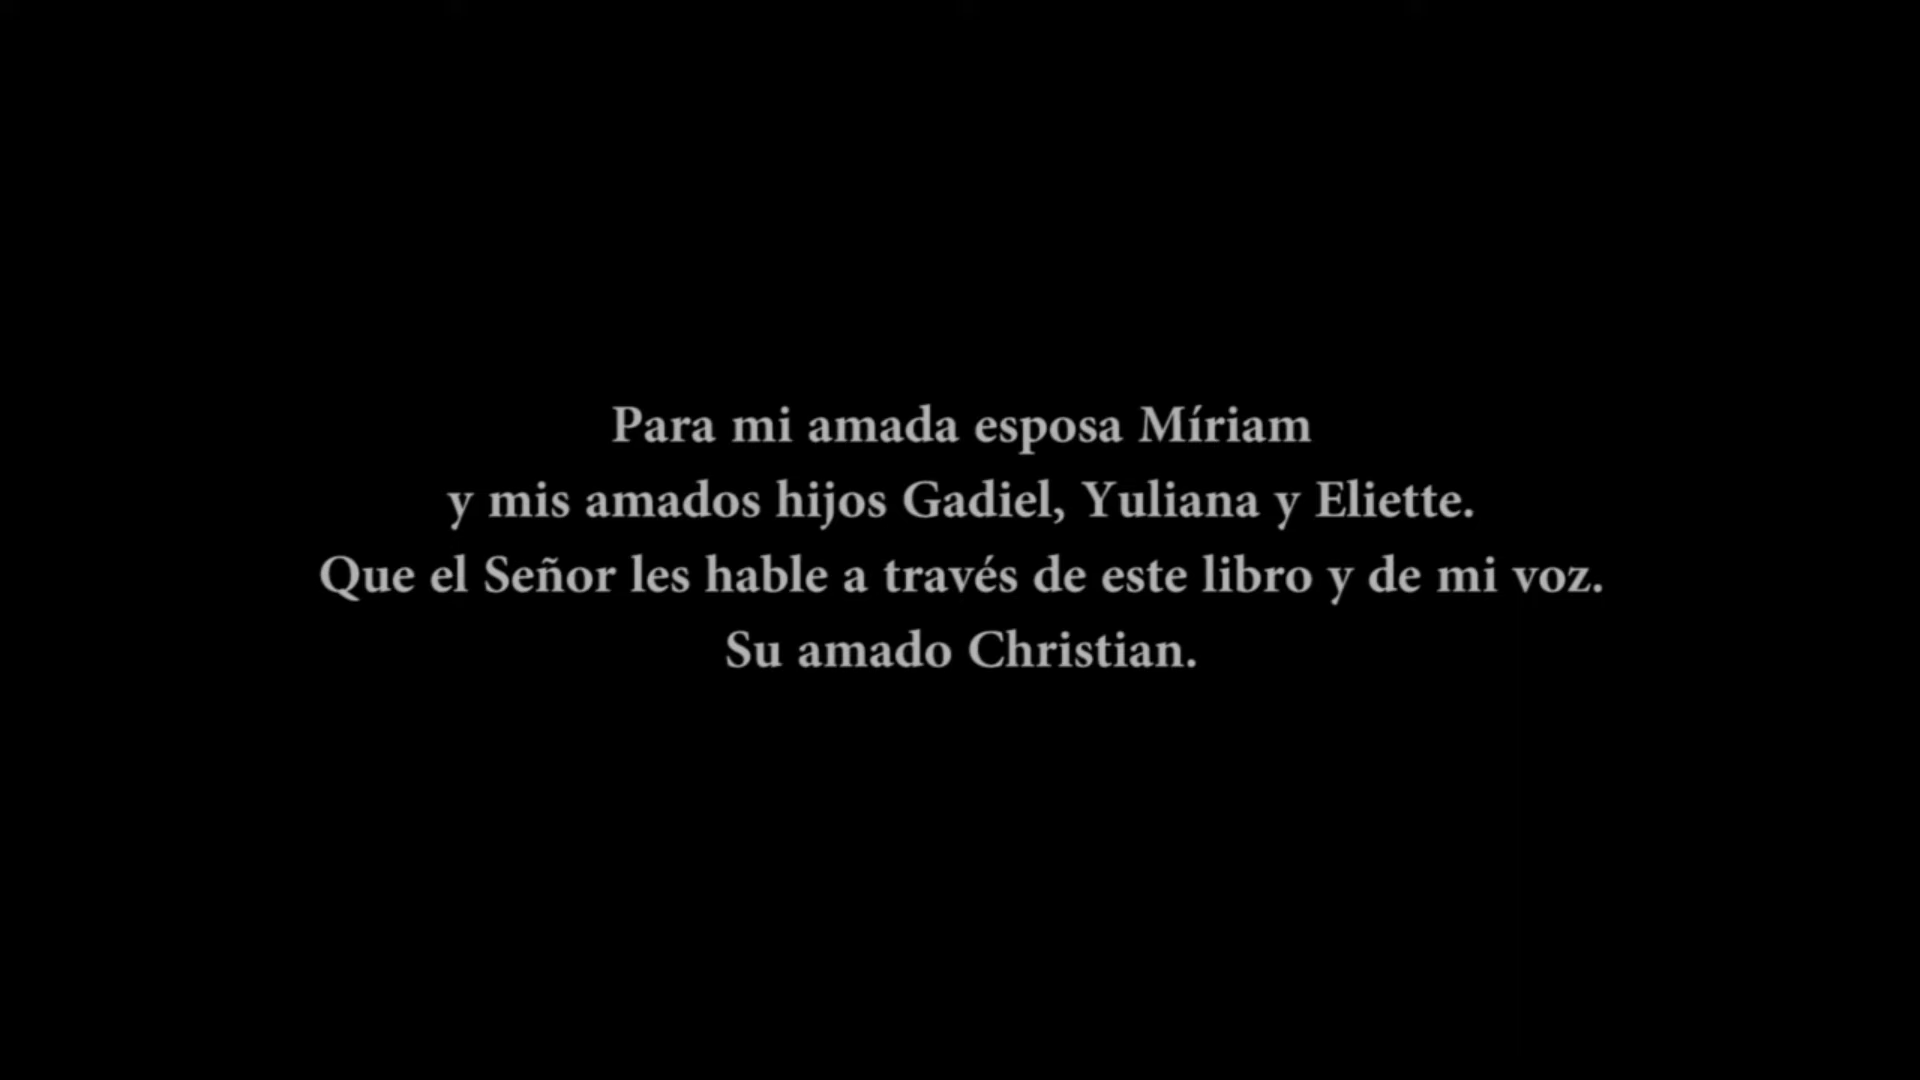 Para mi amada esposa Míriam
y mis amados hijos Gadiel, Yuliana y Eliette.
Que el Señor les hable a través de este libro y de mi voz.
Su amado Christian.